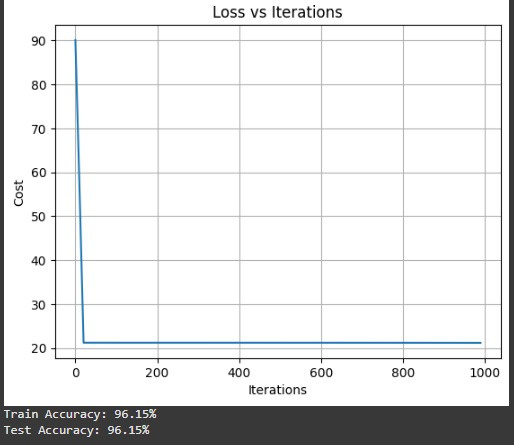 Loss vs Iterations
90
80
70
60
50
40
30
20
Cost
0 200 400 600 800 1000
Iterations
Train Accuracy: 96.15%
Test Accuracy: 96.15%